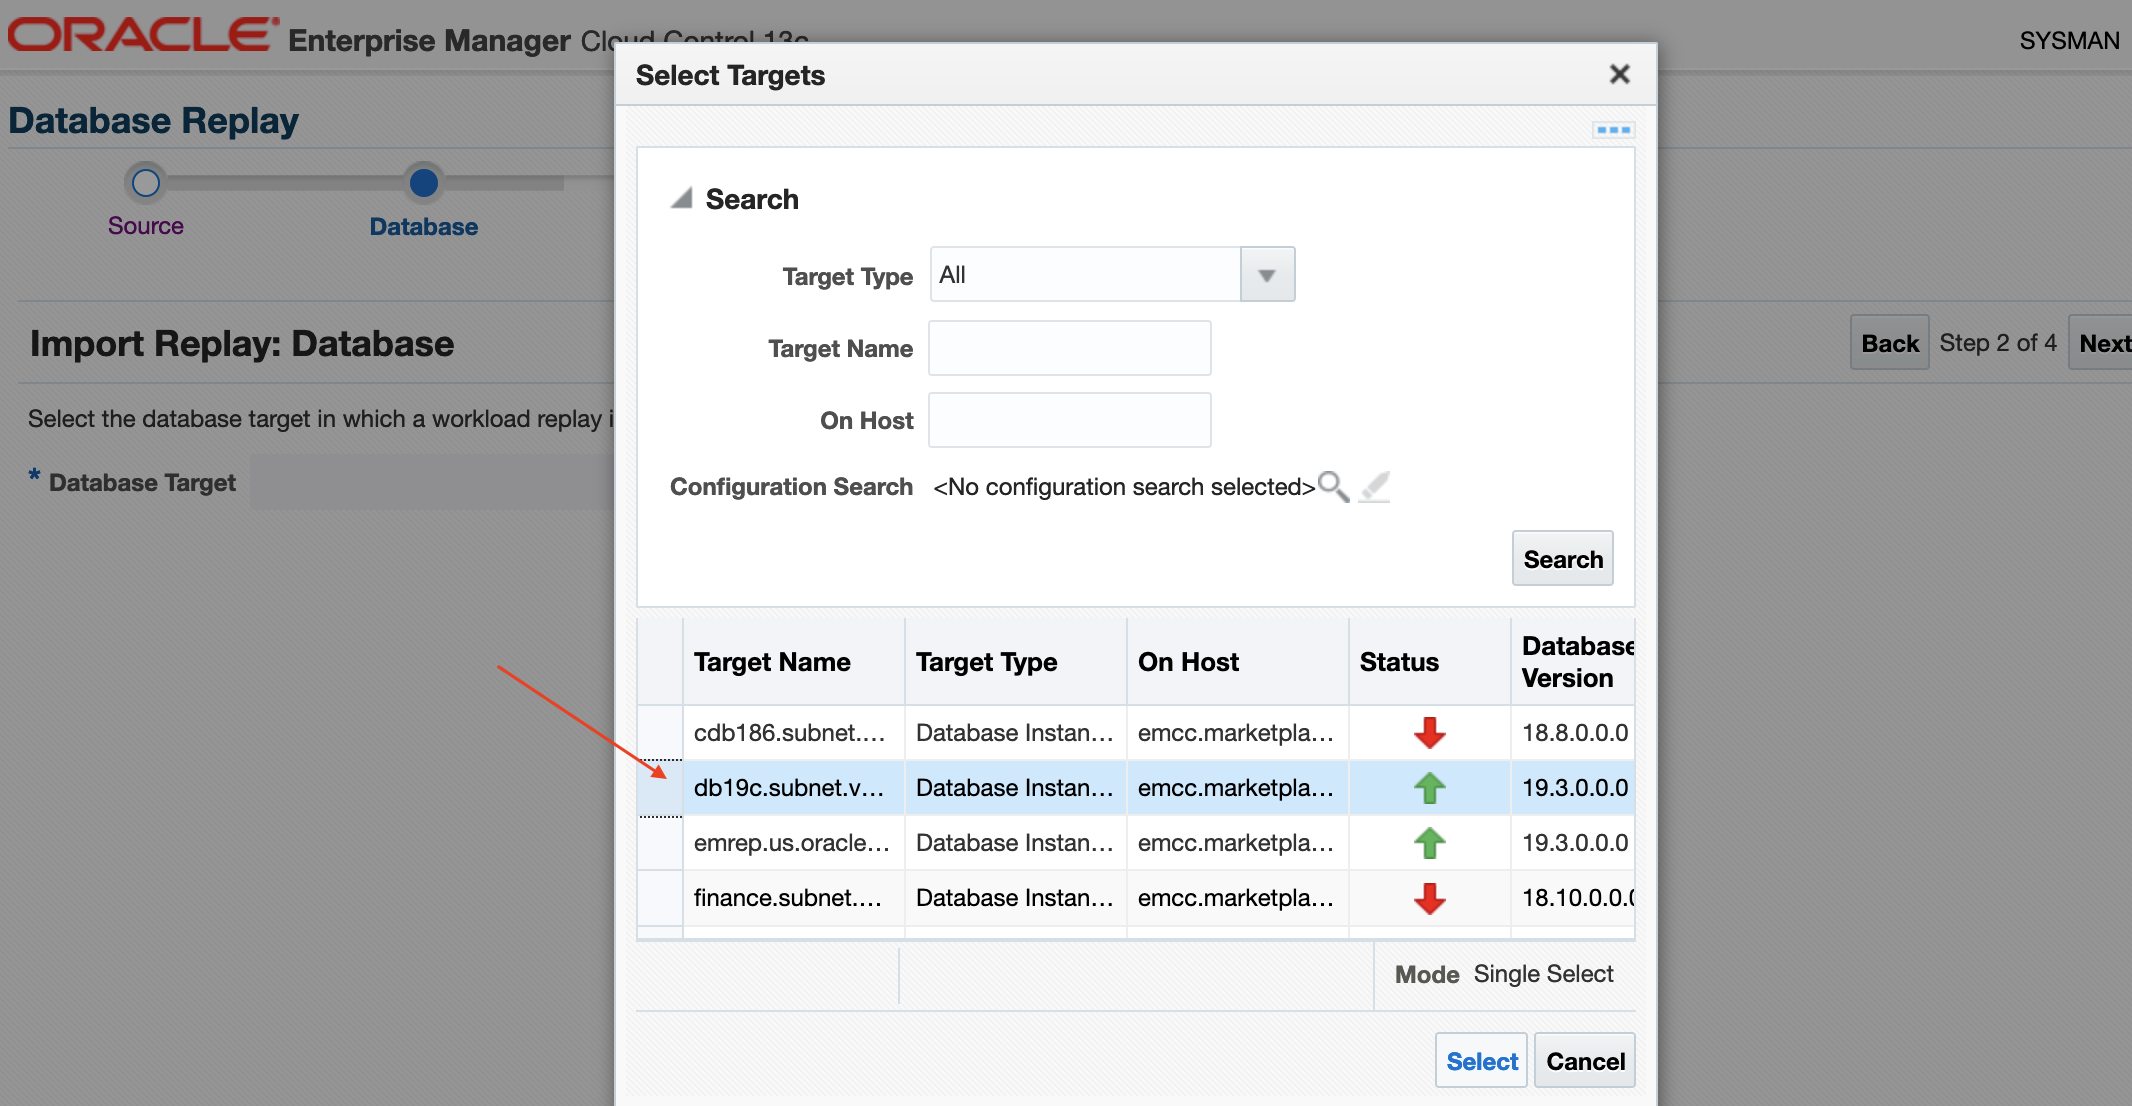 ORACLE Enterprise Manager Cloud Control 13c
SYSMAN
Database Replay
Source
Database
Import Replay: Database
Back Step 2 of 4 Next
Select the database target in which a workload replay i
* Database Target
Select Targets
Search
Target Type All
Target Name
On Host
Configuration Search <No configuration search selected>
Search
Target Name Target Type On Host Status Database Version
cdb186.subnet.... Database Instan... emcc.marketpla... 18.8.0.0.0
db19c.subnet.v... Database Instan... emcc.marketpla... 19.3.0.0.0
emrep.us.oracle... Database Instan... emcc.marketpla... 19.3.0.0.0
finance.subnet.... Database Instan... emcc.marketpla... 18.10.0.0.0
Mode Single Select
Select Cancel